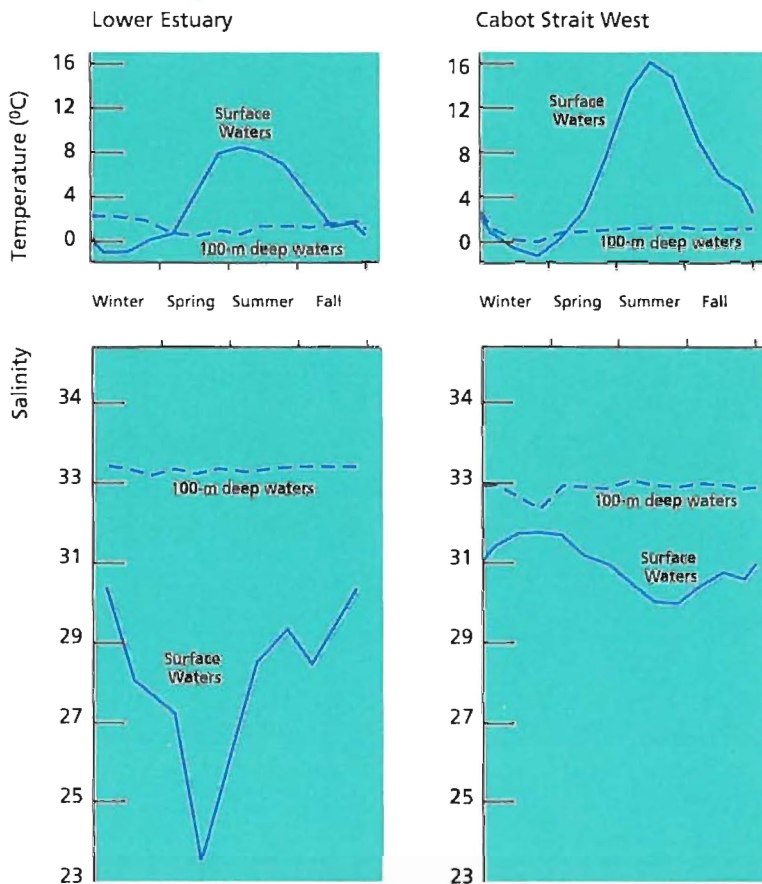 Lower Estuary
Cabot Strait West
Temperature (⁰C)
16
12
8
4
0
Surface
Waters
100-m deep waters
16
12
8
4
0
Surface
Waters
100-m deep waters
Winter Spring Summer Fall
Winter Spring Summer Fall
Salinity
34
33
31
29
27
25
23
100-m deep waters
Surface
Waters
34
33
31
29
27
25
23
100-m deep waters
Surface
Waters